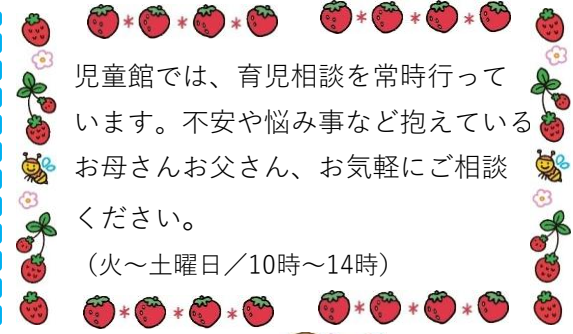 児童館では、育児相談を常時行って
います。不安や悩み事など抱えている
お母さんお父さん、お気軽にご相談
ください。
（火～土曜日／10時～14時）